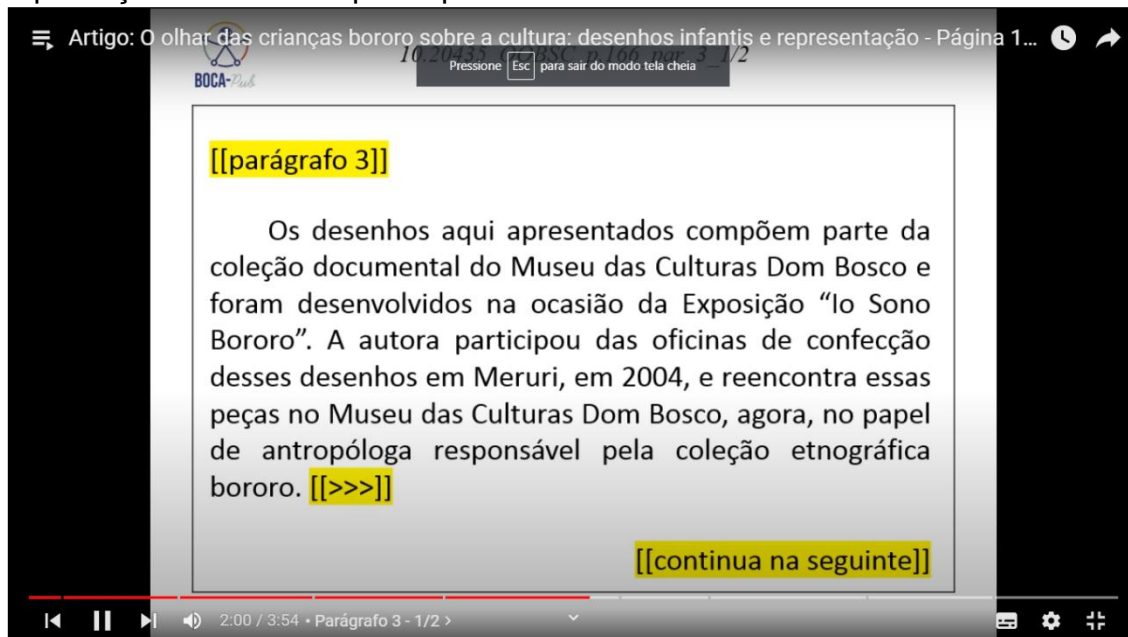 Artigo: O olhar das crianças bororo sobre a cultura: desenhos infantis e representação - Página 1...
BOCA-Pub
Pressione Esc para sair do modo tela cheia
[[parágrafo 3]]
Os desenhos aqui apresentados compõem parte da
coleção documental do Museu das Culturas Dom Bosco e
foram desenvolvidos na ocasião da Exposição “Io Sono
Bororo”. A autora participou das oficinas de confecção
desses desenhos em Meruri, em 2004, e reencontra essas
peças no Museu das Culturas Dom Bosco, agora, no papel
de antropóloga responsável pela coleção etnográfica
bororo. [[>>>]]
[[continua na seguinte]]
2:00 / 3:54 • Parágrafo 3 - 1/2 >